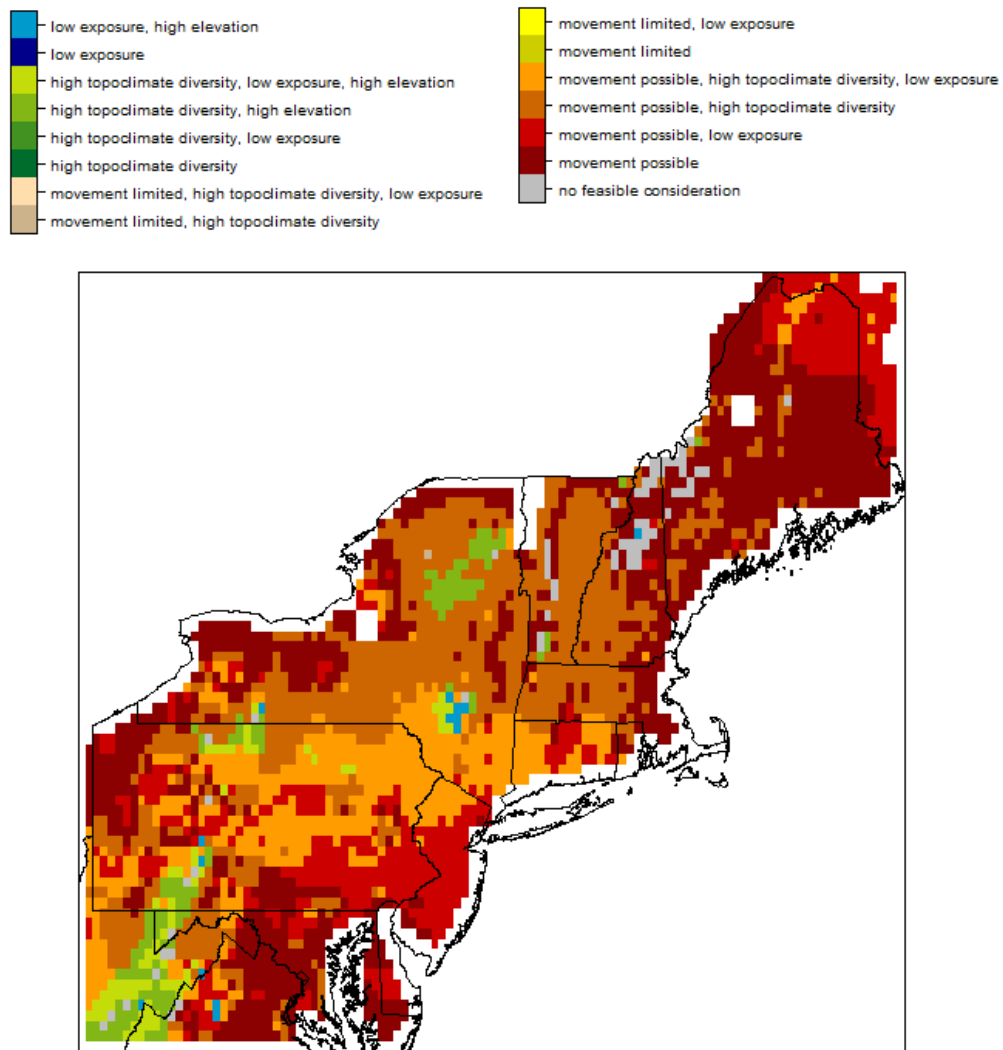 low exposure, high elevation
low exposure
high topoclimate diversity, low exposure, high elevation
high topoclimate diversity, high elevation
high topoclimate diversity, low exposure
high topoclimate diversity
movement limited, high topoclimate diversity, low exposure
movement limited, high topoclimate diversity
movement limited, low exposure
movement limited
movement possible, high topoclimate diversity, low exposure
movement possible, high topoclimate diversity
movement possible, low exposure
movement possible
no feasible consideration